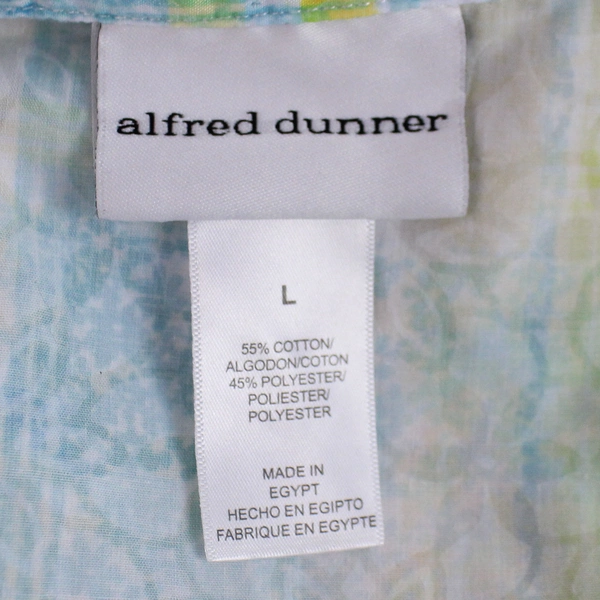 alfred dunner
L
55% COTTON/
ALGODON/COTON
45% POLYESTER/
POLIESTER/
POLYESTER
MADE IN
EGYPT
HECHO EN EGIPTO
FABRIQUE EN EGYPTE